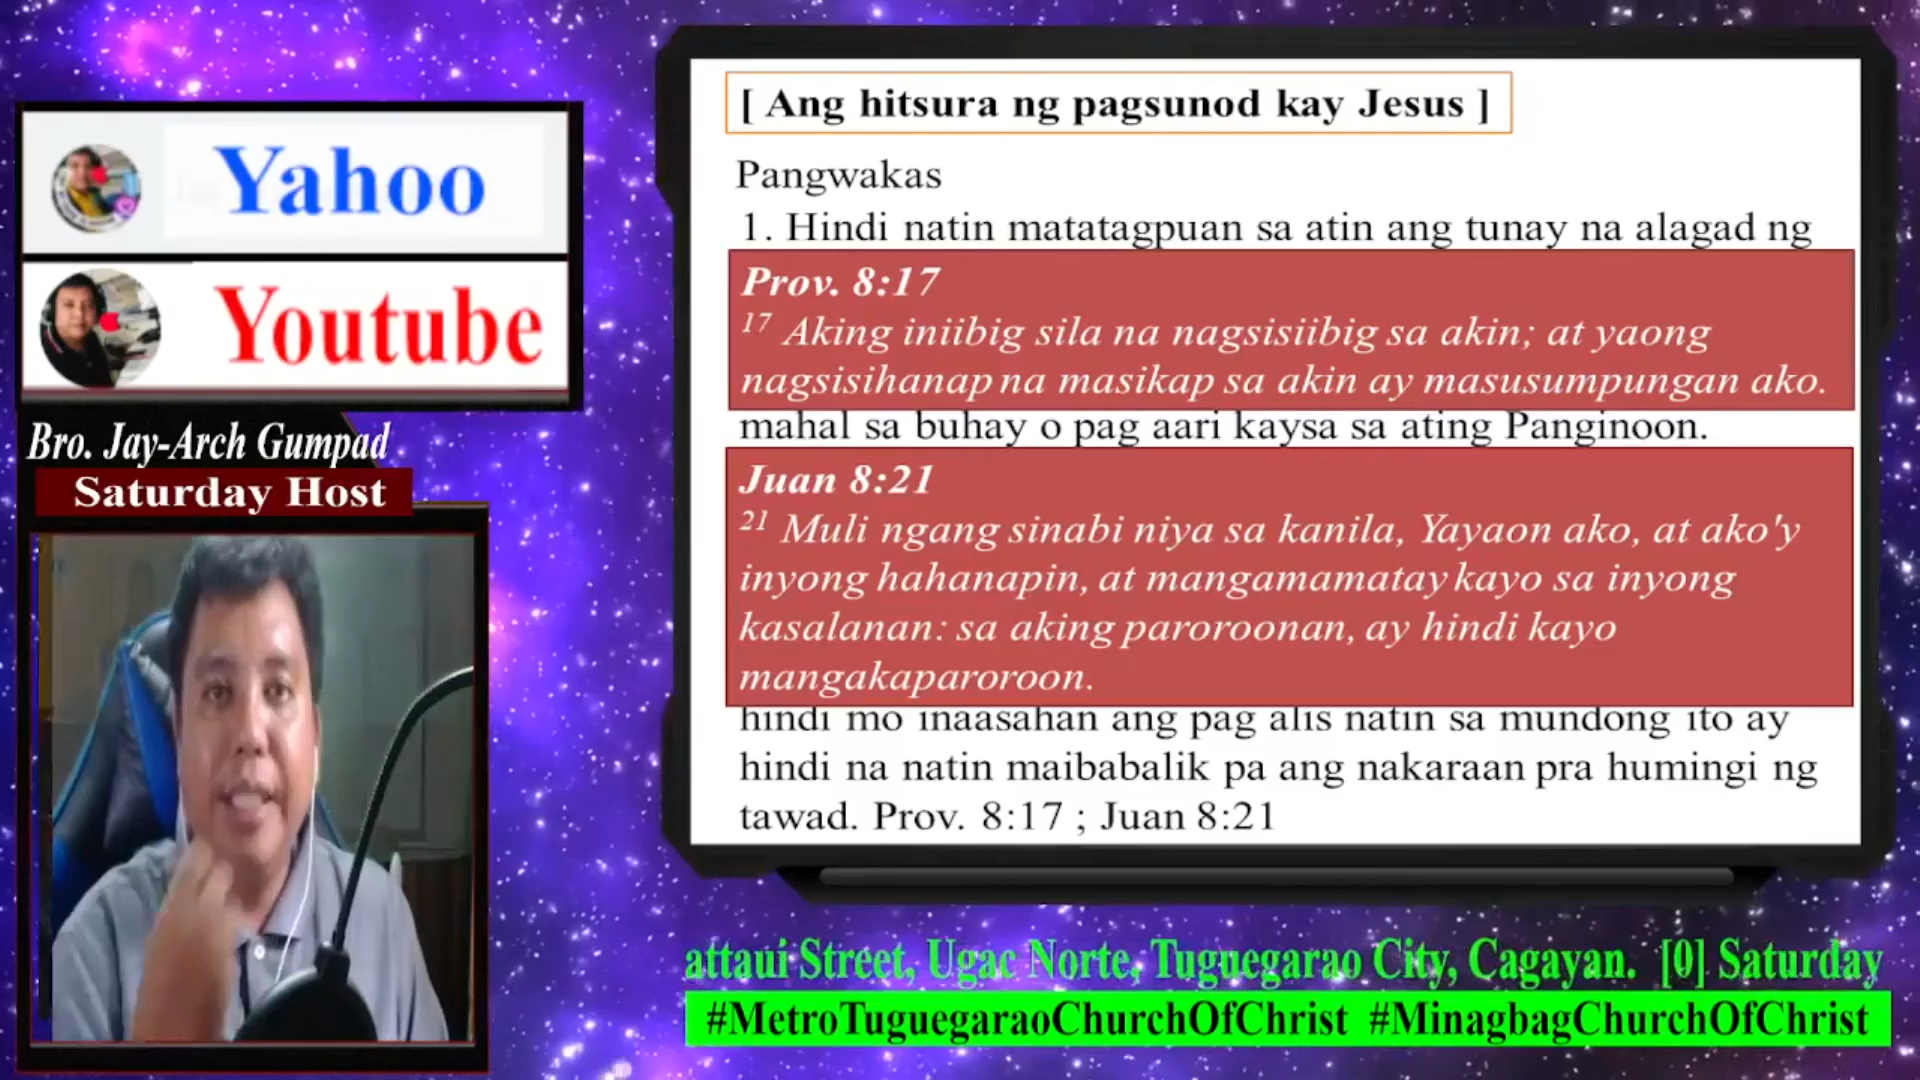 Yahoo
Youtube
Bro. Jay-Arch Gumpad
Saturday Host
[ Ang hitsura ng pagsunod kay Jesus ]
Pangwakas
1. Hindi natin matatagpuan sa atin ang tunay na alagad ng
Prov. 8:17
17 Aking iniibig sila na nagsisiibig sa akin; at yaong
nagsisihanap na masikap sa akin ay masusumpungan ako.
mahal sa buhay o pag aari kaysa sa ating Panginoon.
Juan 8:21
21 Muli ngang sinabi niya sa kanila, Yayaon ako, at ako'y
inyong hahanapin, at mangamamatay kayo sa inyong
kasalanan: sa aking paroroonan, ay hindi kayo
mangakaparoroon.
hindi mo inaasahan ang pag alis natin sa mundong ito ay
hindi na natin maibabalik pa ang nakaraan pra humingi ng
tawad. Prov. 8:17 ; Juan 8:21
attaui Street, Ugac Norte, Tuguegarao City, Cagayan. [0] Saturday
#MetroTuguegaraoChurchOfChrist #MinagbagChurchOfChrist